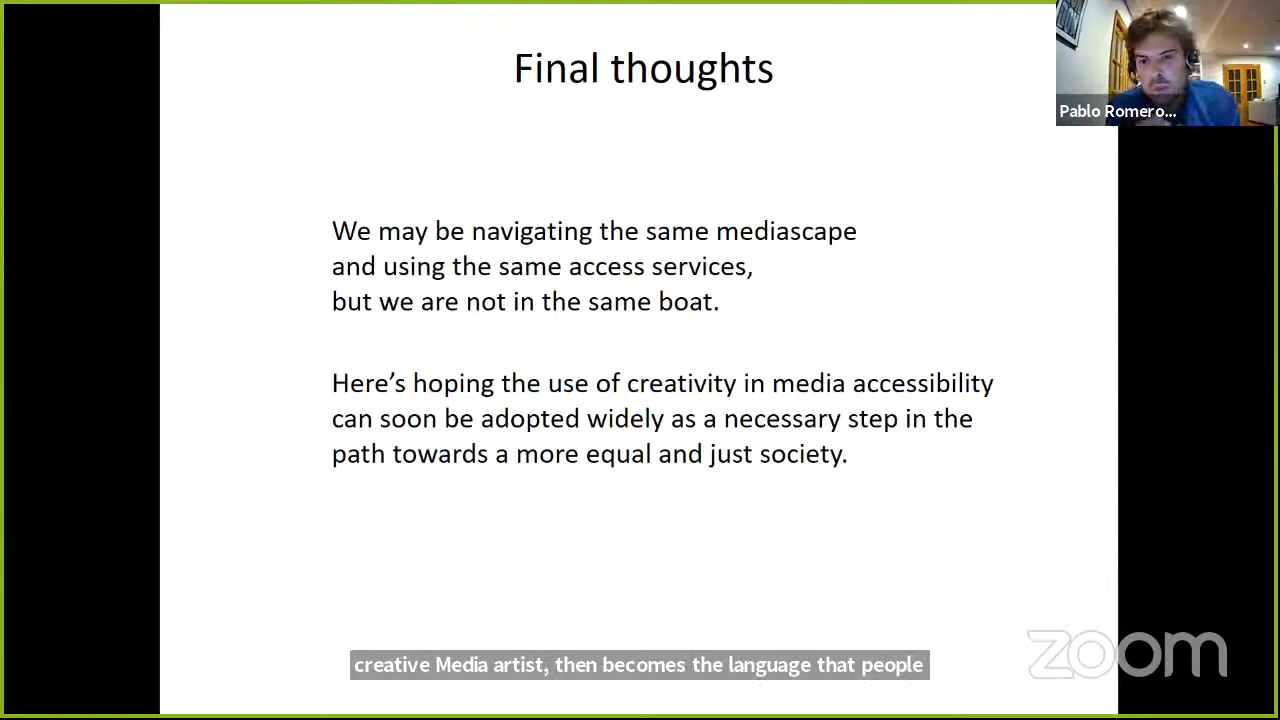 Final thoughts
Pablo Romero...
We may be navigating the same mediascape
and using the same access services,
but we are not in the same boat.
Here’s hoping the use of creativity in media accessibility
can soon be adopted widely as a necessary step in the
path towards a more equal and just society.
creative Media artist, then becomes the language that people
zoom